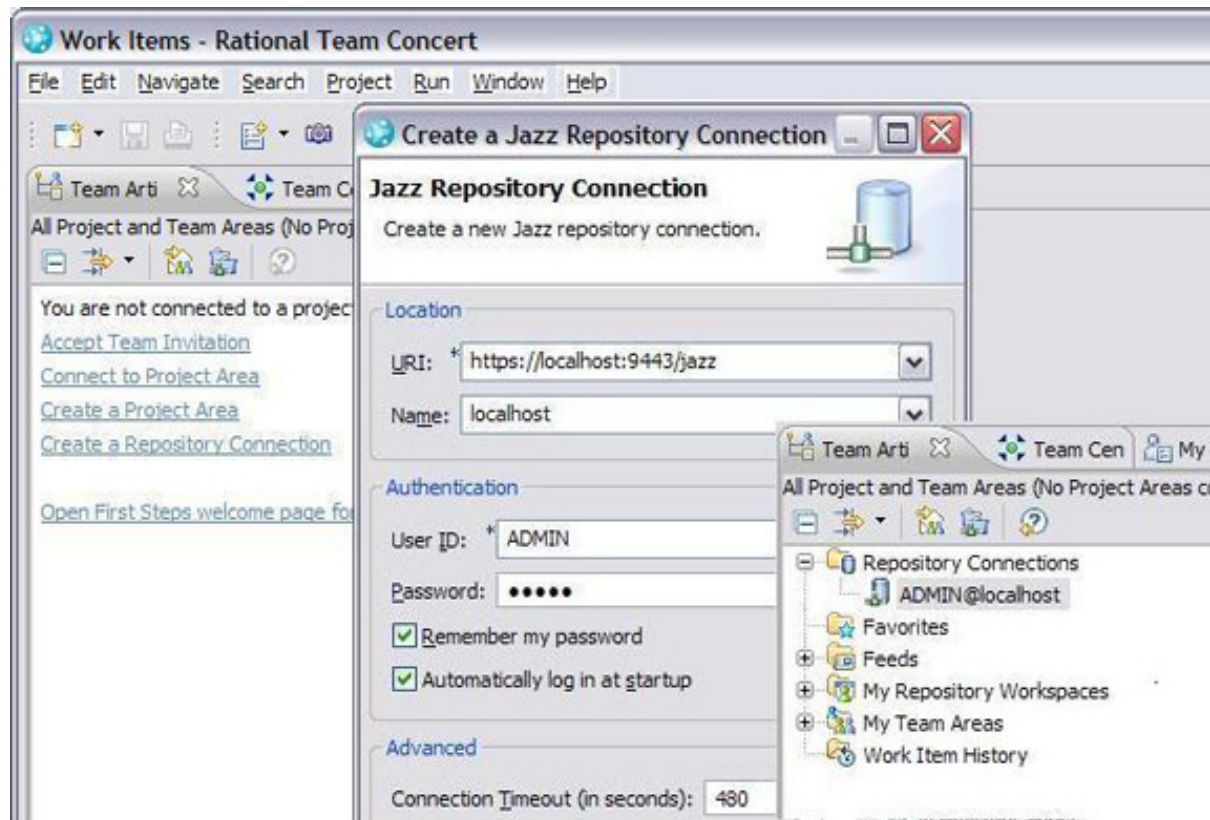 Work Items - Rational Team Concert
File Edit Navigate Search Project Run Window Help
Team Arti
Team C
All Project and Team Areas (No Proj
You are not connected to a projec
Accept Team Invitation
Connect to Project Area
Create a Project Area
Create a Repository Connection
Open First Steps welcome page fo
Create a Jazz Repository Connection
Jazz Repository Connection
Create a new Jazz repository connection.
Location
URI: * https://localhost:9443/jazz
Name: localhost
Authentication
User ID: * ADMIN
Password: •••••
Remember my password
Automatically log in at startup
Advanced
Connection Timeout (in seconds): 480
Team Arti Team Cen My
All Project and Team Areas (No Project Areas c
Repository Connections
ADMIN@localhost
Favorites
Feeds
My Repository Workspaces
My Team Areas
Work Item History